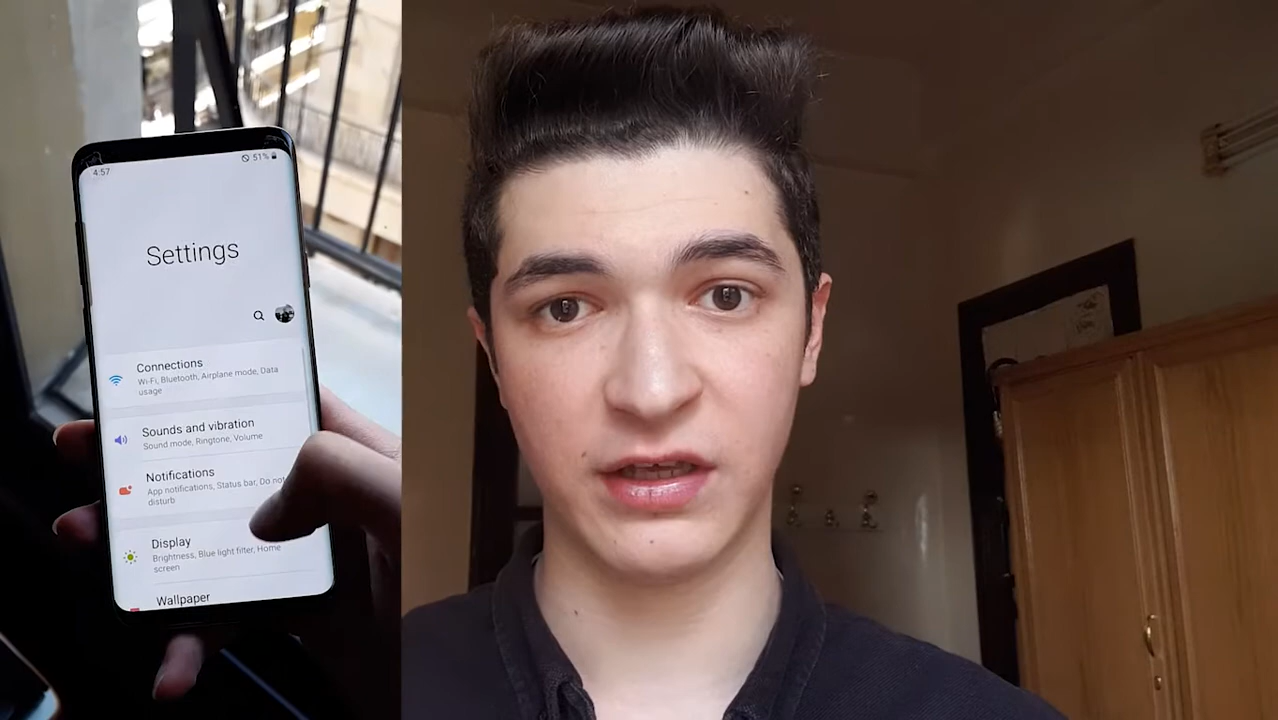 4:57
51%
Settings
Connections
Wi-Fi, Bluetooth, Airplane mode, Data
usage
Sounds and vibration
Sound mode, Ringtone, Volume
Notifications
App notifications, Status bar, Do not
disturb
Display
Brightness, Blue light filter, Home
screen
Wallpaper